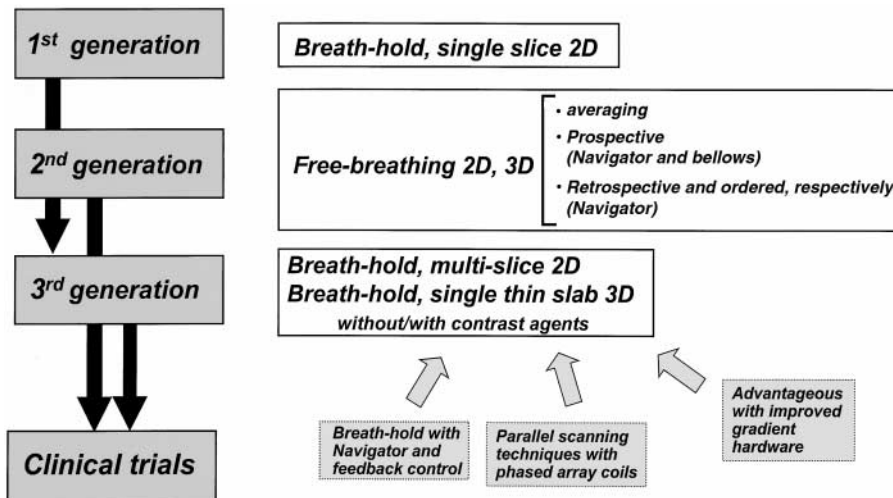 1st generation
Breath-hold, single slice 2D
2nd generation
Free-breathing 2D, 3D
• averaging
• Prospective
(Navigator and bellows)
• Retrospective and ordered, respectively
(Navigator)
3rd generation
Breath-hold, multi-slice 2D
Breath-hold, single thin slab 3D
without/with contrast agents
Clinical trials
Breath-hold with
Navigator and
feedback control
Parallel scanning
techniques with
phased array coils
Advantageous
with improved
gradient
hardware